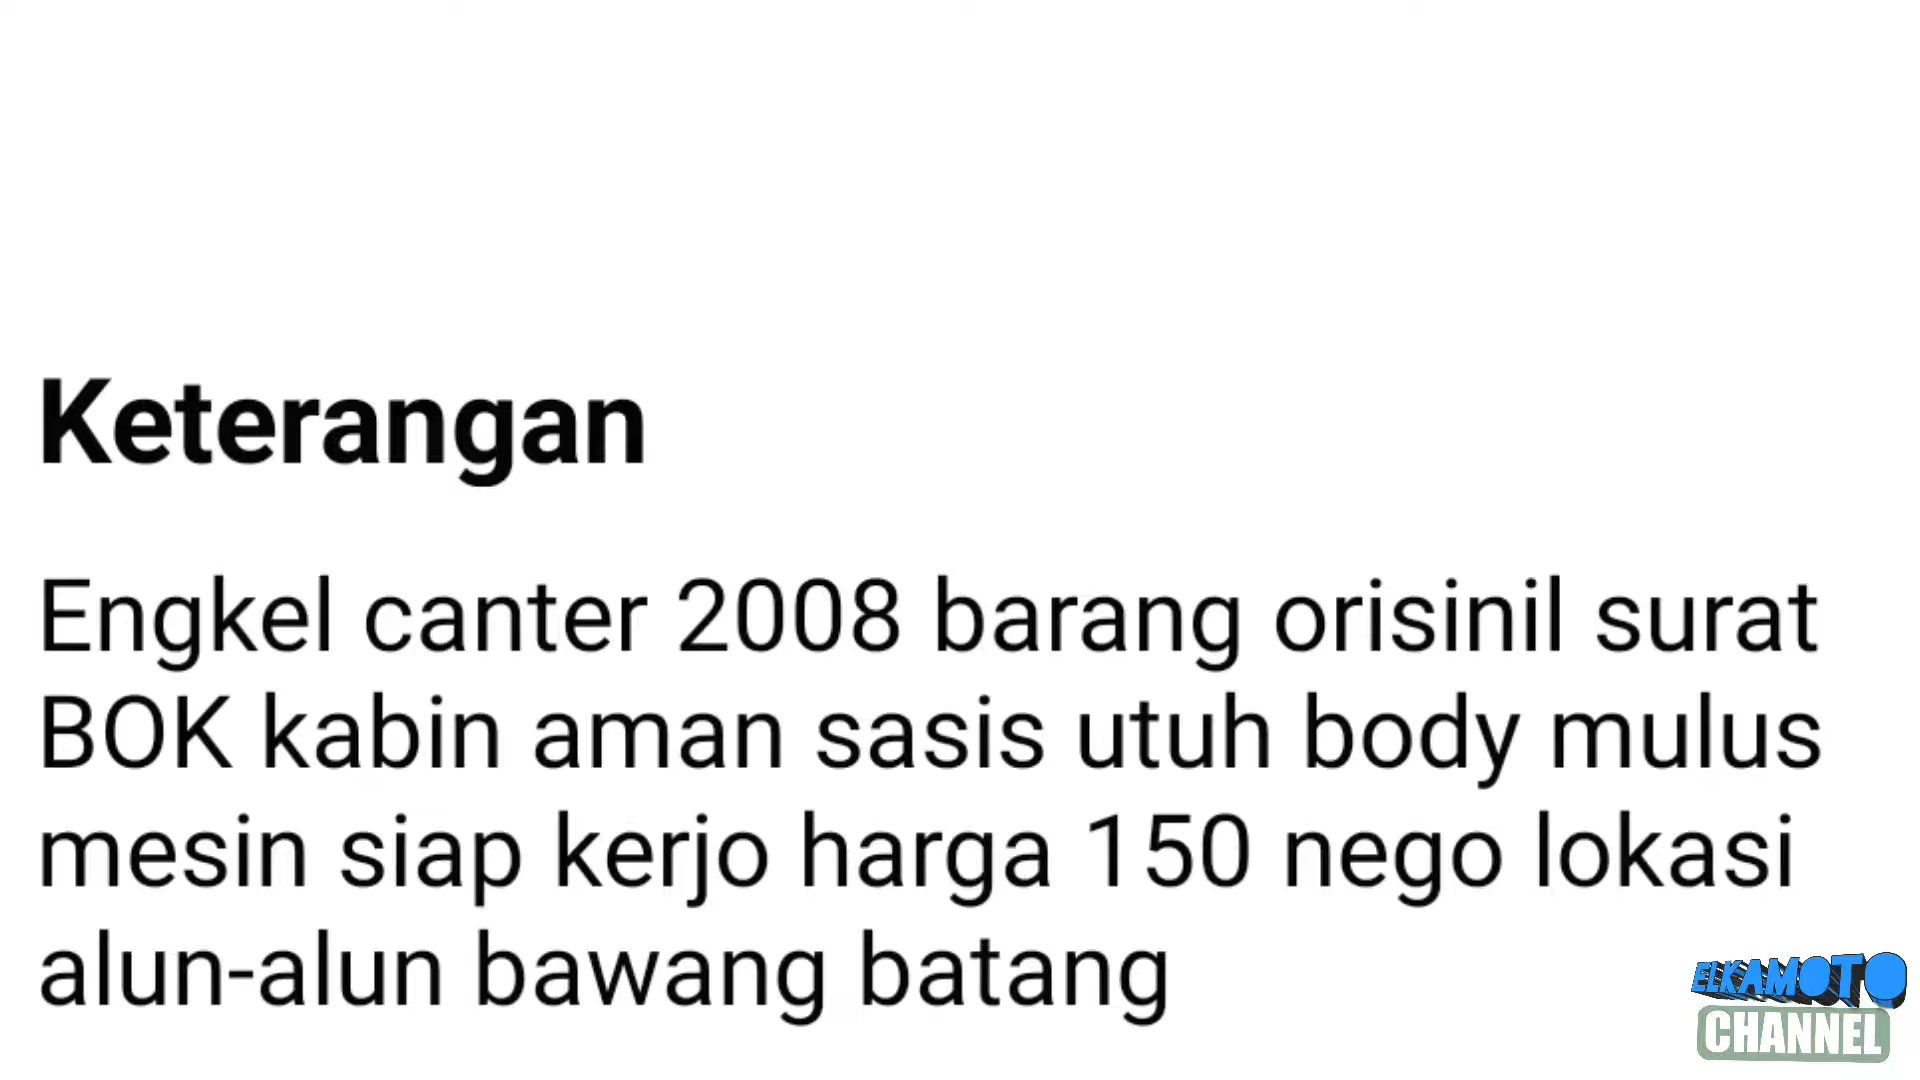 Keterangan
Engkel canter 2008 barang orisinil surat
BOK kabin aman sasis utuh body mulus
mesin siap kerjo harga 150 nego lokasi
alun-alun bawang batang
ELKAMOTO
CHANNEL